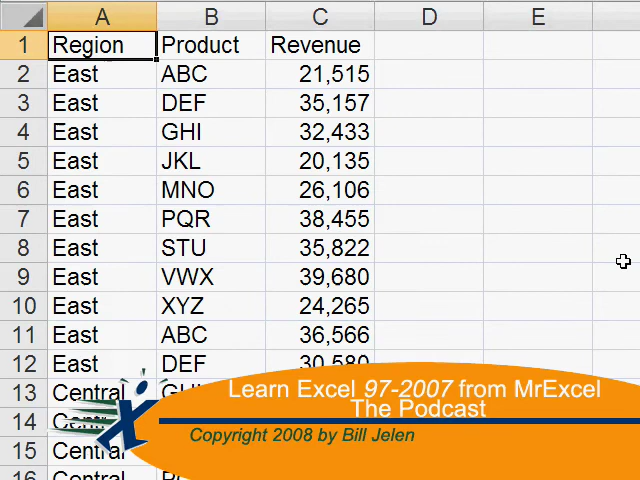 A B C D E
1 Region Product Revenue
2 East ABC 21,515
3 East DEF 35,157
4 East GHI 32,433
5 East JKL 20,135
6 East MNO 26,106
7 East PQR 38,455
8 East STU 35,822
9 East VWX 39,680
10 East XYZ 24,265
11 East ABC 36,566
12 East DEF 30,580
13 Central
14
15 Central
16 Central
Learn Excel 97-2007 from MrExcel
The Podcast
Copyright 2008 by Bill Jelen